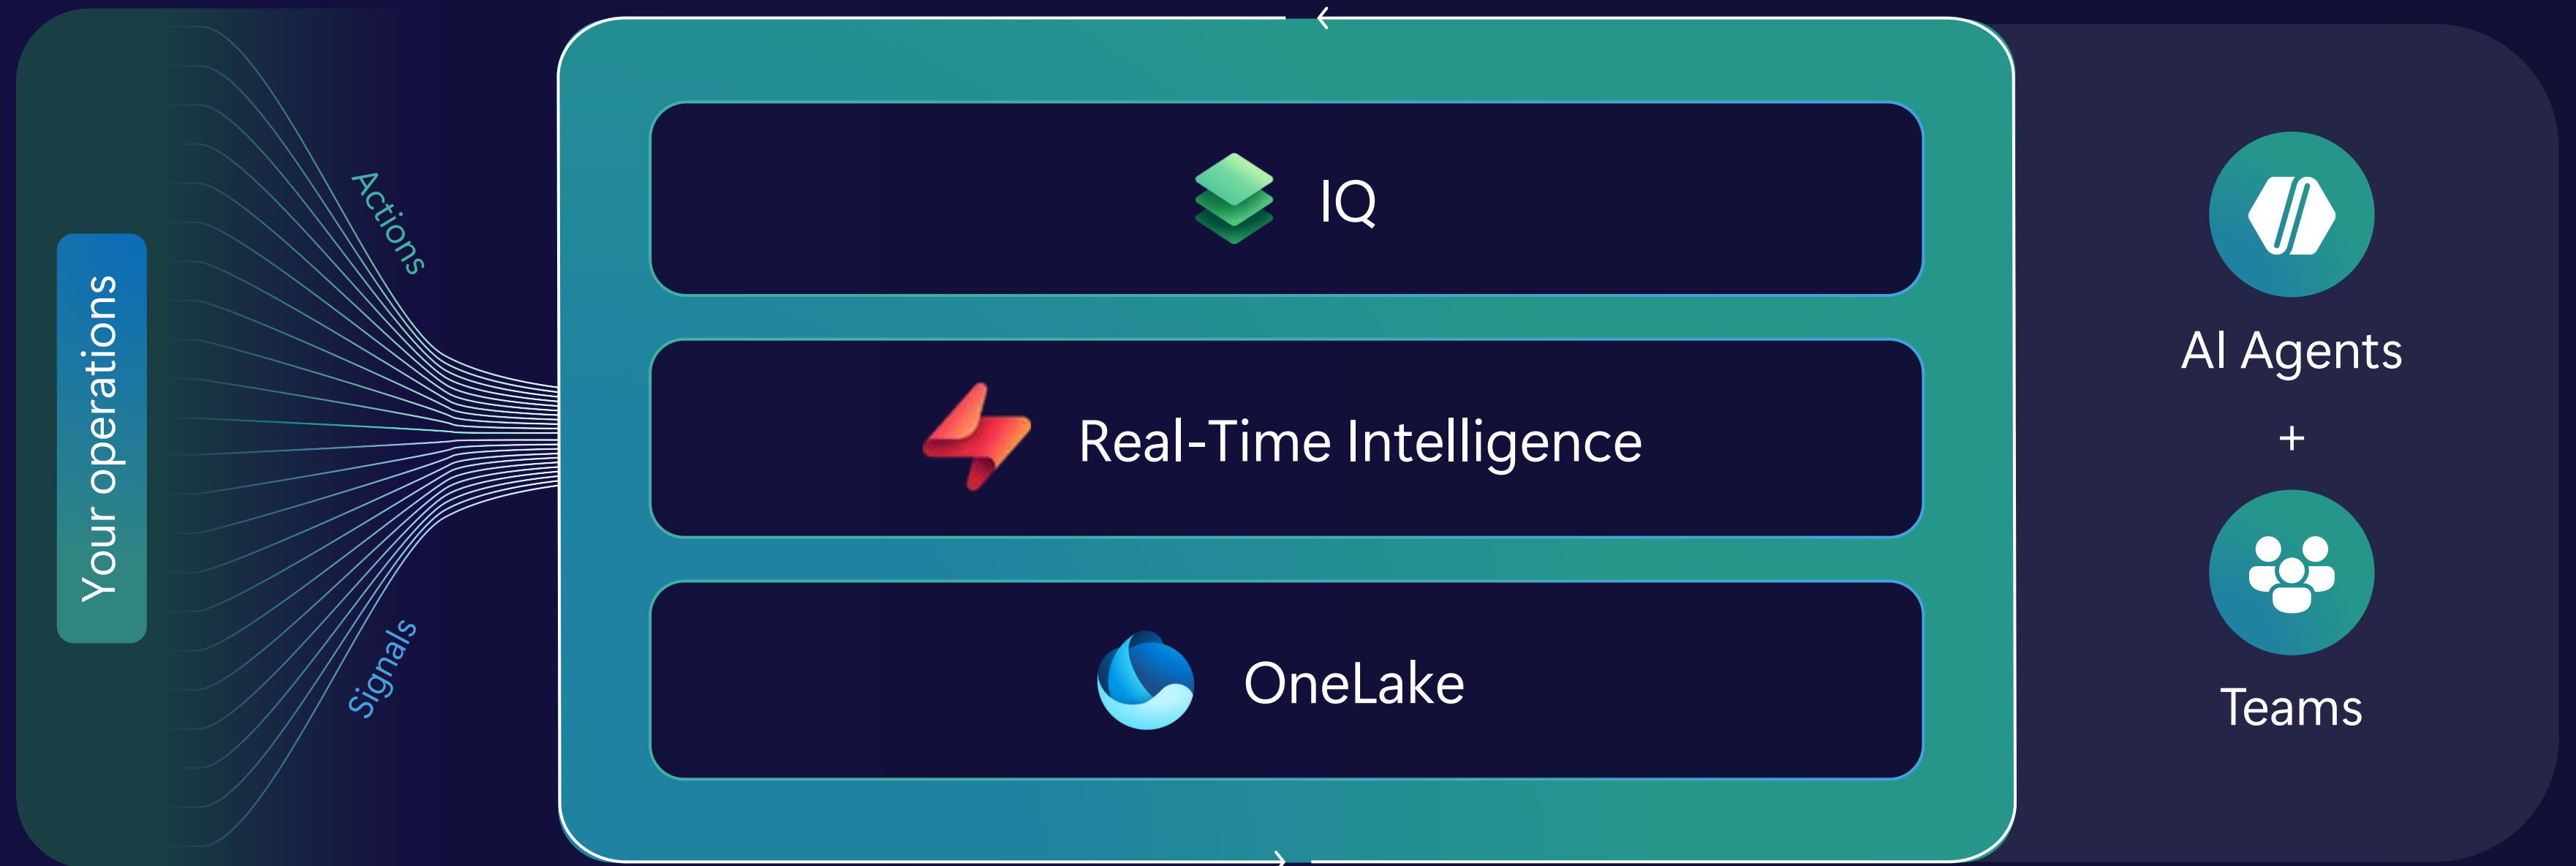 Your operations
Actions
Signals
IQ
Real-Time Intelligence
OneLake
AI Agents
+
Teams